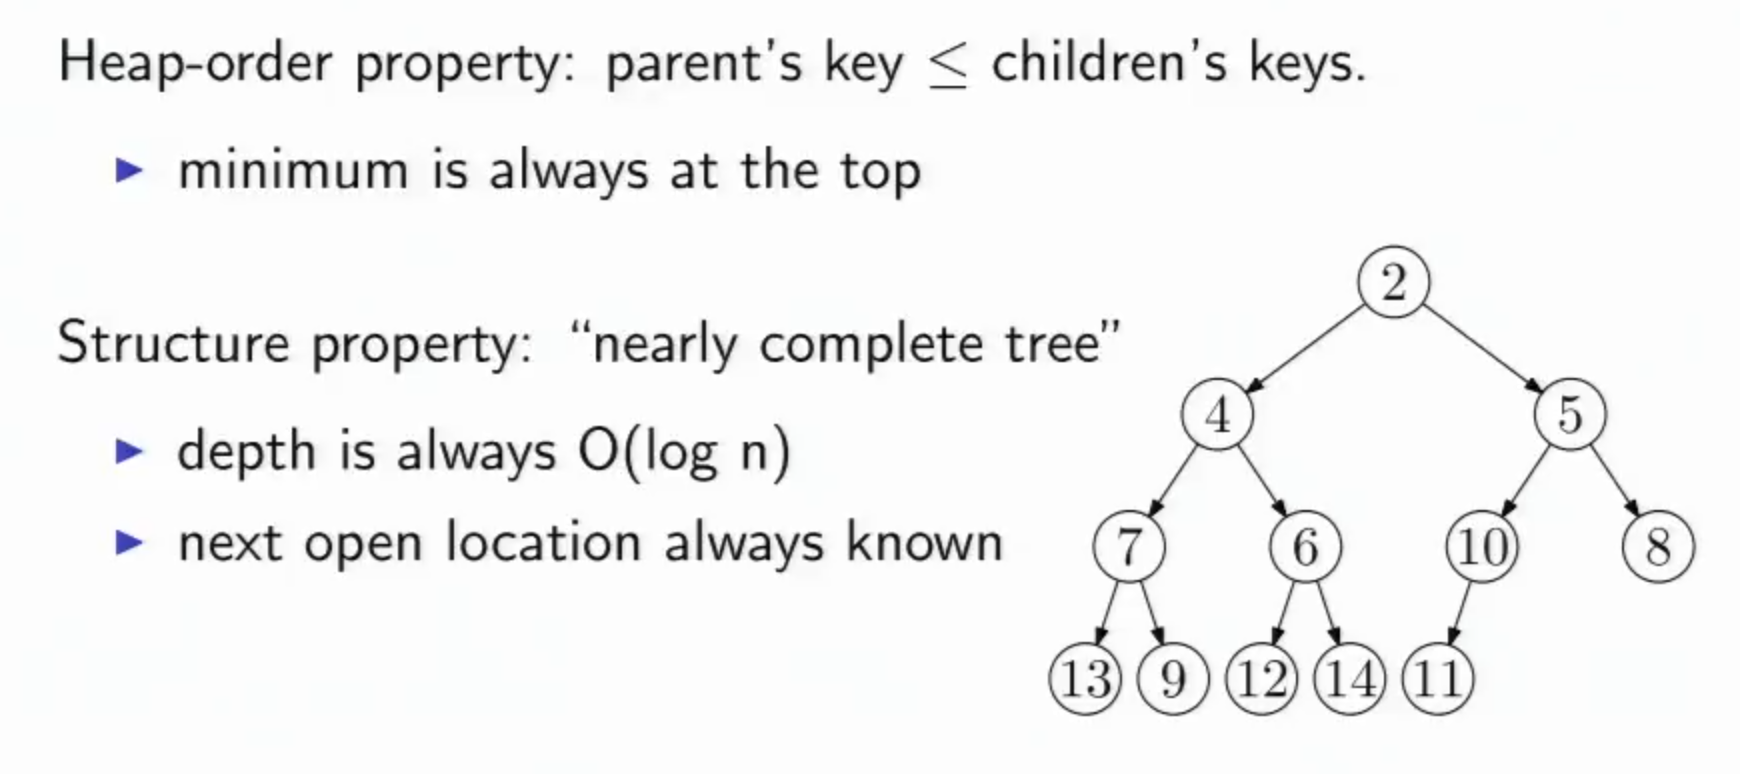 Heap-order property: parent's key ≤ children's keys.
▶ minimum is always at the top
Structure property: “nearly complete tree”
▶ depth is always O(log n)
▶ next open location always known
2
4 5
7 6 10 8
13 9 12 14 11